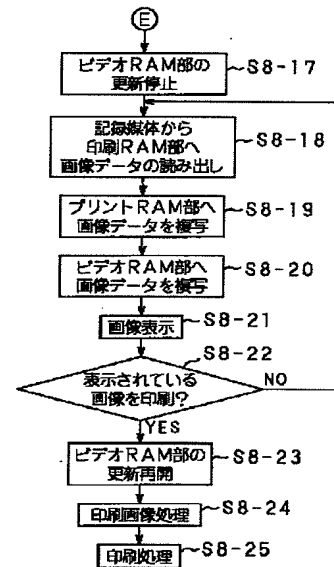 E
ビデオRAM部の
更新停止
S8-17
記録媒体から
印刷RAM部へ
画像データの読み出し
S8-18
プリントRAM部へ
画像データを複写
S8-19
ビデオRAM部へ
画像データを複写
S8-20
画像表示
S8-21
S8-22
表示されている
画像を印刷?
NO
YES
ビデオRAM部の
更新再開
S8-23
印刷画像処理
S8-24
印刷処理
S8-25